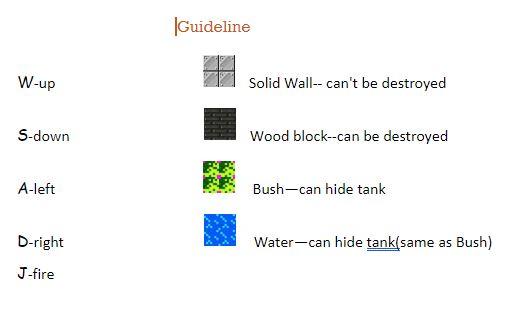 Guideline
W-up
Solid Wall-- can't be destroyed
S-down
Wood block--can be destroyed
A-left
Bush—can hide tank
D-right
Water—can hide tank(same as Bush)
J-fire